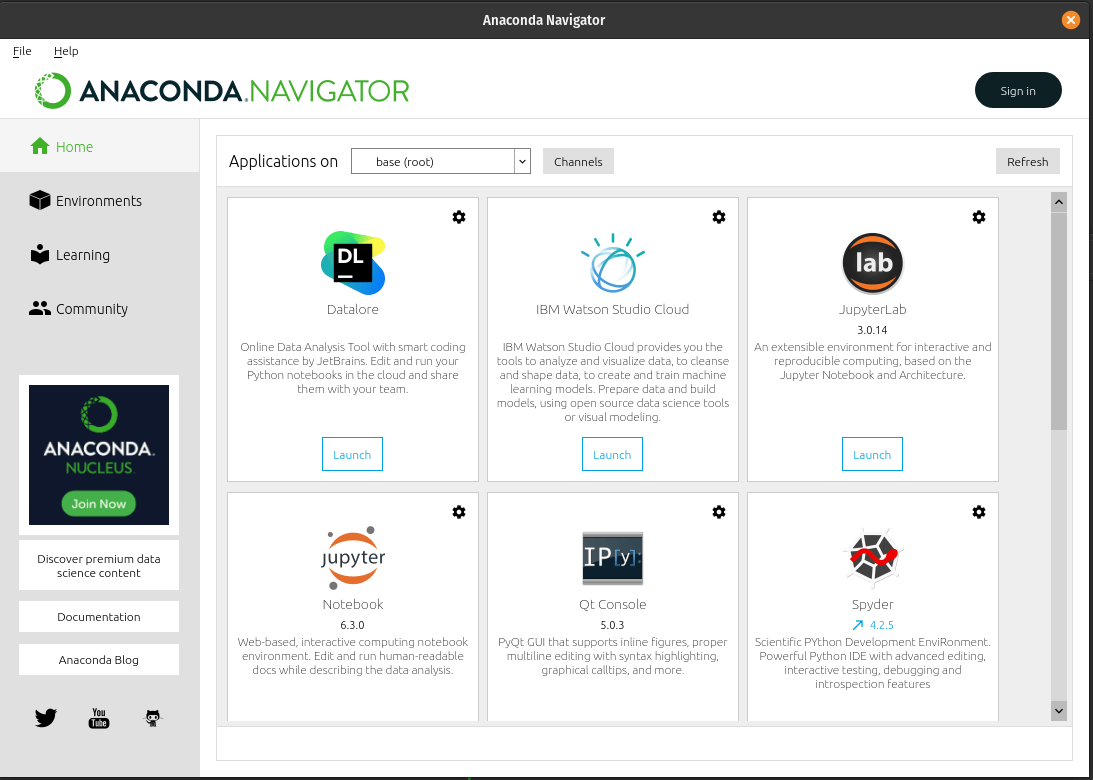 Anaconda Navigator
File Help
ANACONDA.NAVIGATOR
Sign in
Home
Environments
Learning
Community
ANACONDA.
NUCLEUS
Join Now
Discover premium data
science content
Documentation
Anaconda Blog
You
Tube
Applications on base (root) Channels Refresh
DL
Datalore
Online Data Analysis Tool with smart coding
assistance by JetBrains. Edit and run your
Python notebooks in the cloud and share
them with your team.
Launch
IBM Watson Studio Cloud
IBM Watson Studio Cloud provides you the
tools to analyze and visualize data, to cleanse
and shape data, to create and train machine
learning models. Prepare data and build
models, using open source data science tools
or visual modeling.
Launch
lab
JupyterLab
3.0.14
An extensible environment for interactive and
reproducible computing, based on the
Jupyter Notebook and Architecture.
Launch
jupyter
Notebook
6.3.0
Web-based, interactive computing notebook
environment. Edit and run human-readable
docs while describing the data analysis.
IP[y]:
Qt Console
5.0.3
PyQt GUI that supports inline figures, proper
multiline editing with syntax highlighting,
graphical calltips, and more.
Spyder
4.2.5
Scientific PYthon Development EnviRonment.
Powerful Python IDE with advanced editing,
interactive testing, debugging and
introspection features